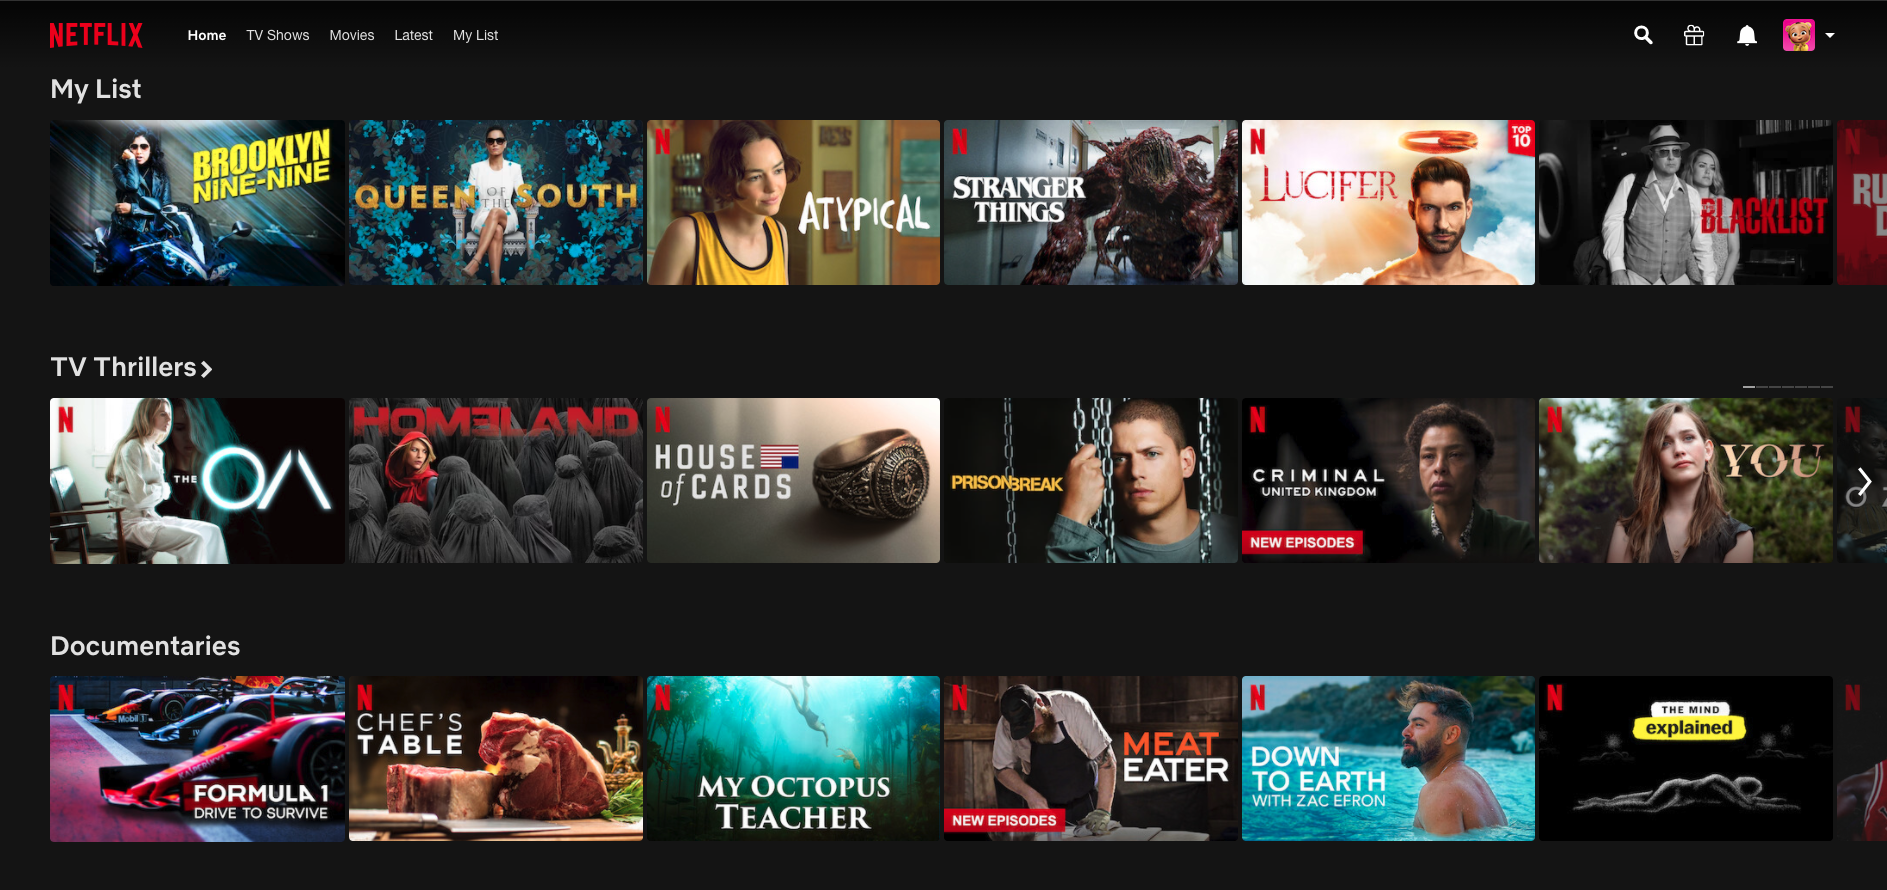 NETFLIX
Home TV Shows Movies Latest My List
My List
BROOKLYN
NINE-NINE
QUEEN OF THE SOUTH
N
ATYPICAL
N
STRANGER
THINGS
N
TOP
10
LUCIFER
BLACKLIST
N
RU
D
TV Thrillers
N
THE OA
HOMELAND
N
HOUSE
of CARDS
PRISON BREAK
N
CRIMINAL
UNITED KINGDOM
NEW EPISODES
N
YOU
N
O Z
Documentaries
N
Mobil 1
FORMULA 1
DRIVE TO SURVIVE
N
CHEF'S
TABLE
N
MY OCTOPUS
TEACHER
N
MEAT
EATER
NEW EPISODES
N
DOWN
TO EARTH
WITH ZAC EFRON
N
THE MIND
explained
N